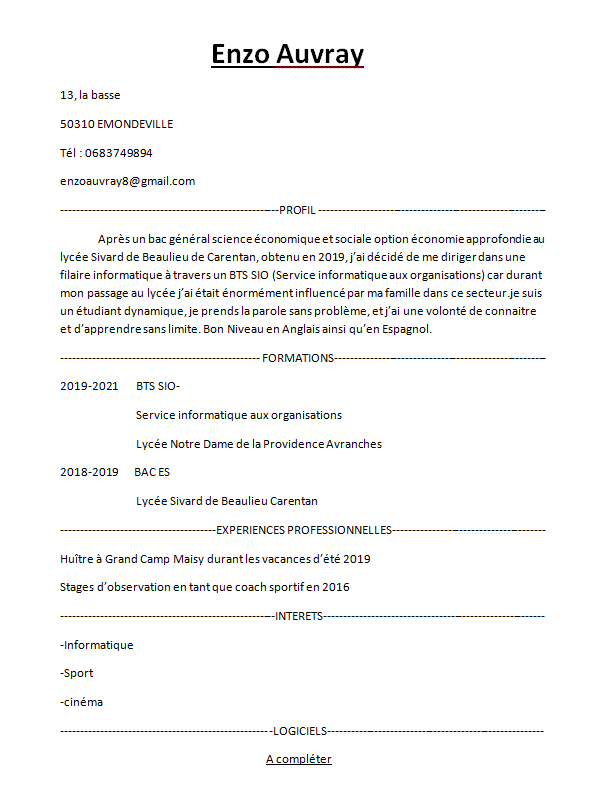 Enzo Auvray
13, la basse
50310 EMONDEVILLE
Tél : 0683749894
enzoauvray8@gmail.com
-------------------------------------------------------PROFIL ---------------------------------------------------------
Après un bac général science économique et sociale option économie approfondie au
lycée Sivard de Beaulieu de Carentan, obtenu en 2019, j'ai décidé de me diriger dans une
filaire informatique à travers un BTS SIO (Service informatique aux organisations) car durant
mon passage au lycée j'ai était énormément influencé par ma famille dans ce secteur.je suis
un étudiant dynamique, je prends la parole sans problème, et j'ai une volonté de connaitre
et d'apprendre sans limite. Bon Niveau en Anglais ainsi qu'en Espagnol.
-------------------------------------------------- FORMATIONS-----------------------------------------------------
2019-2021 BTS SIO-
Service informatique aux organisations
Lycée Notre Dame de la Providence Avranches
2018-2019 BAC ES
Lycée Sivard de Beaulieu Carentan
---------------------------------------EXPERIENCES PROFESSIONNELLES---------------------------------------
Huître à Grand Camp Maisy durant les vacances d'été 2019
Stages d'observation en tant que coach sportif en 2016
------------------------------------------------------INTERETS--------------------------------------------------------
-Informatique
-Sport
-cinéma
-----------------------------------------------------LOGICIELS-------------------------------------------------------
A compléter